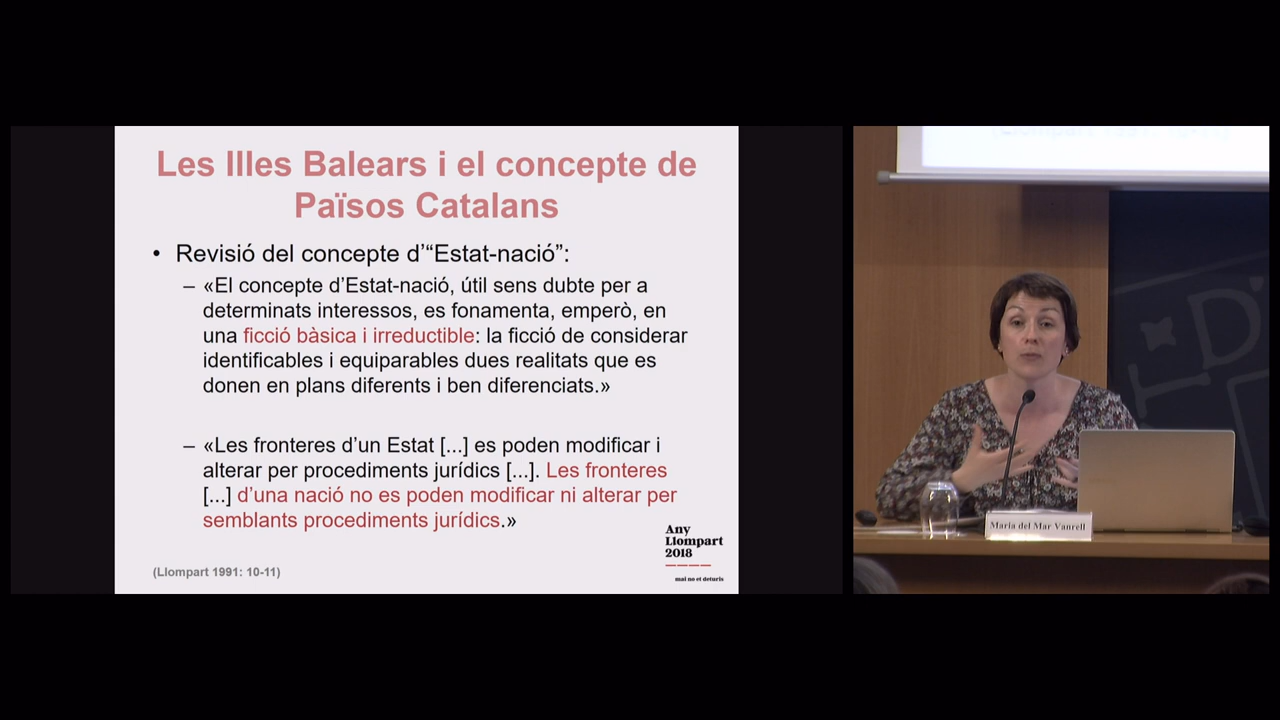 Les Illes Balears i el concepte de
Països Catalans
• Revisió del concepte d’“Estat-nació”:
– «El concepte d’Estat-nació, útil sens dubte per a
determinats interessos, es fonamenta, emperò, en
una ficció bàsica i irreductible: la ficció de considerar
identificables i equiparables dues realitats que es
donen en plans diferents i ben diferenciats.»
– «Les fronteres d’un Estat [...] es poden modificar i
alterar per procediments jurídics [...]. Les fronteres
[...] d’una nació no es poden modificar ni alterar per
semblants procediments jurídics.»
(Llompart 1991: 10-11)
Any
Llompart
2018
mai no et deturis
Maria del Mar Vanrell